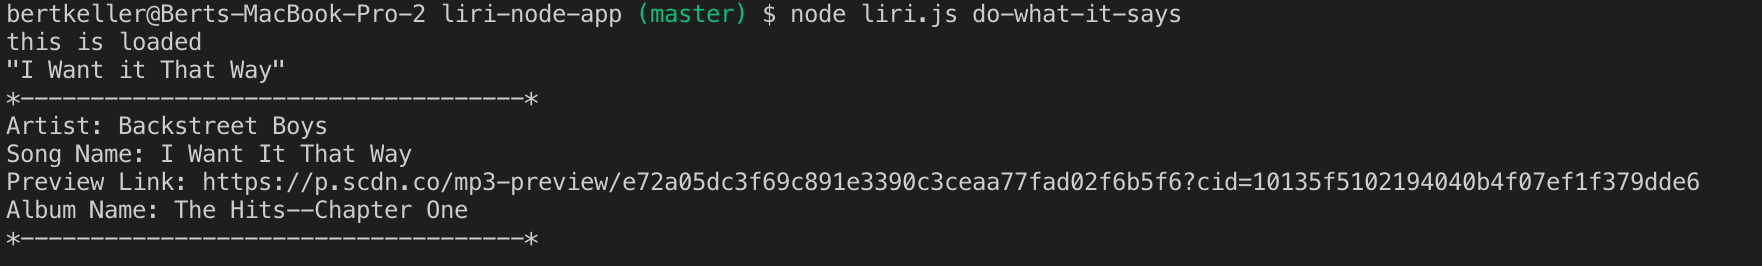 bertkeller@Berts-MacBook-Pro-2 liri-node-app (master) $ node liri.js do-what-it-says
this is loaded
"I Want it That Way"
*------------------------------------*
Artist: Backstreet Boys
Song Name: I Want It That Way
Preview Link: https://p.scdn.co/mp3-preview/e72a05dc3f69c891e3390c3ceaa77fad02f6b5f6?cid=10135f5102194040b4f07ef1f379dde6
Album Name: The Hits--Chapter One
*------------------------------------*